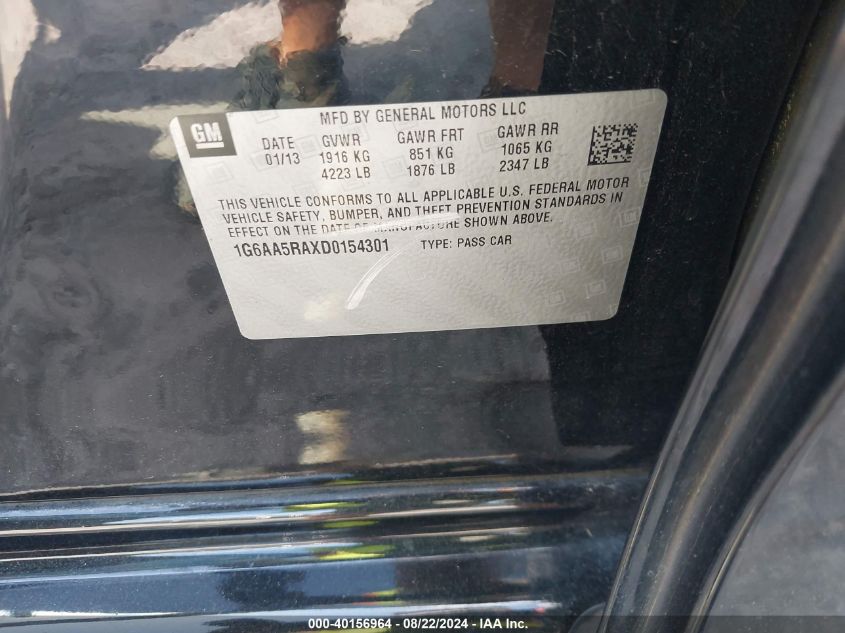 MFD BY GENERAL MOTORS LLC
GM
DATE GVWR GAWR FRT GAWR RR
01/13 1916 KG 851 KG 1065 KG
4223 LB 1876 LB 2347 LB
THIS VEHICLE CONFORMS TO ALL APPLICABLE U.S. FEDERAL MOTOR
VEHICLE SAFETY, BUMPER, AND THEFT PREVENTION STANDARDS IN
EFFECT ON THE DATE OF MANUFACTURE SHOWN ABOVE.
1G6AA5RAXD0154301 TYPE: PASS CAR
000-40156964 - 08/22/2024 - IAA Inc.